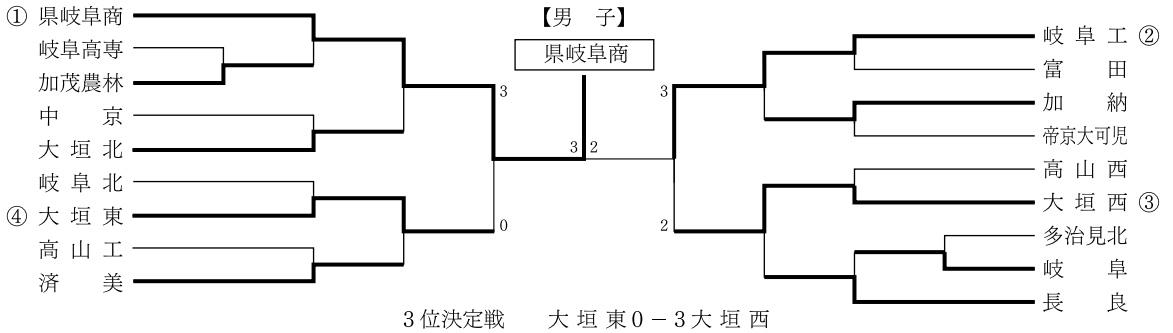 【男 子】
県岐阜商
① 県岐阜商
岐阜高専
加茂農林
中 京
大垣北
岐阜北
④ 大垣東
高山工
済 美
3
0
3 2
3
2
岐阜工 ②
富 田
加 納
帝京大可児
高山西
大垣西 ③
多治見北
岐 阜
長 良
3位決定戦 大垣東0-3大垣西